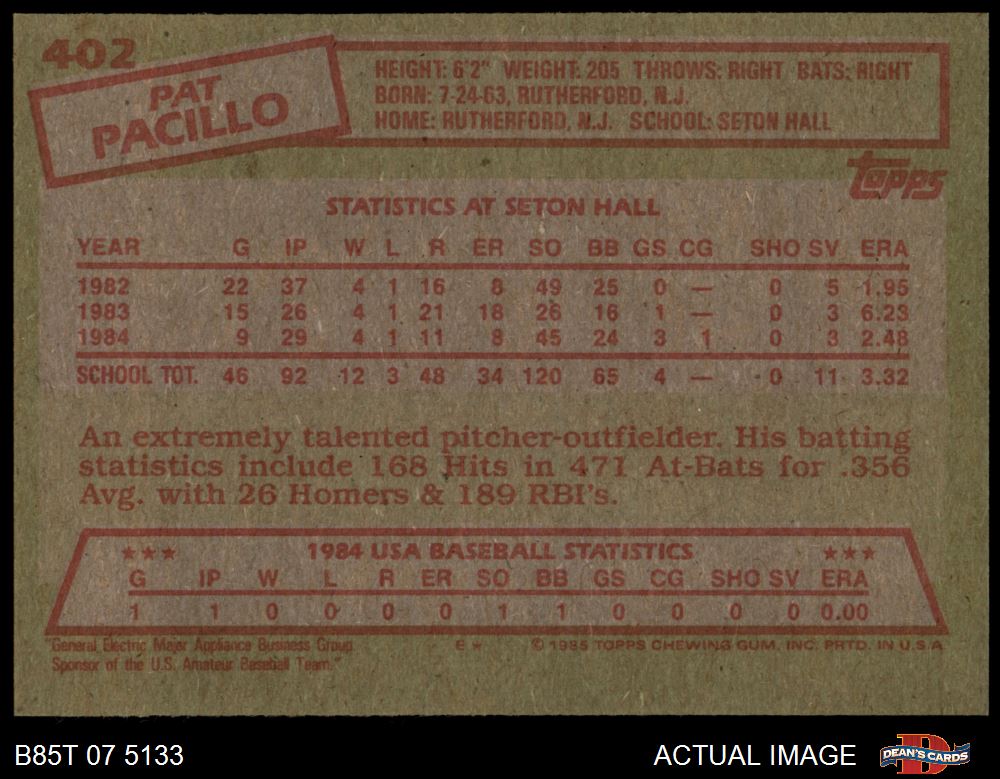 402
PAT
PACILLO
HEIGHT: 6'2" WEIGHT: 205 THROWS: RIGHT BATS: RIGHT
BORN: 7-24-63, RUTHERFORD, N.J.
HOME: RUTHERFORD, N.J. SCHOOL: SETON HALL
topps
STATISTICS AT SETON HALL
YEAR G IP W L R ER SO BB GS CG SHO SV ERA
1982 22 37 4 1 16 8 49 25 0 — 0 5 1.95
1983 15 26 4 1 21 18 26 16 1 — 0 3 6.23
1984 9 29 4 1 11 8 45 24 3 1 0 3 2.48
SCHOOL TOT. 46 92 12 3 48 34 120 65 4 — 0 11 3.32
An extremely talented pitcher-outfielder. His batting
statistics include 168 Hits in 471 At-Bats for .356
Avg. with 26 Homers & 189 RBI's.
★★★ 1984 USA BASEBALL STATISTICS ★★★
G IP W L R ER SO BB GS CG SHO SV ERA
1 1 0 0 0 0 1 1 0 0 0 0 0.00
"General Electric Major Appliance Business Group
Sponsor of the U.S. Amateur Baseball Team."
E ★ © 1985 TOPPS CHEWING GUM, INC. PRTD. IN U.S.A.
B85T 07 5133
ACTUAL IMAGE
DEAN'S CARDS